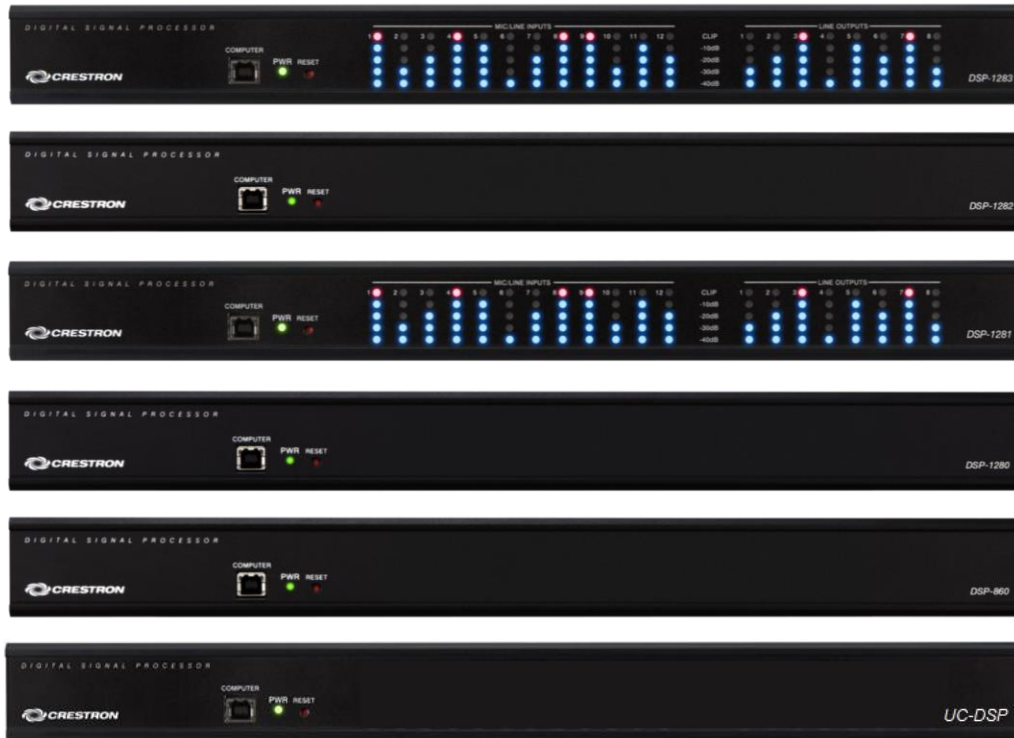 DIGITAL SIGNAL PROCESSOR
MIC/LINE INPUTS
LINE OUTPUTS
1 2 3 4 5 6 7 8 9 10 11 12 CLIP 1 2 3 4 5 6 7 8
COMPUTER
-10dB
PWR RESET
-20dB
-30dB
CRESTRON
-40dB
DSP-1283
DIGITAL SIGNAL PROCESSOR
COMPUTER
PWR RESET
CRESTRON
DSP-1282
DIGITAL SIGNAL PROCESSOR
MIC/LINE INPUTS
LINE OUTPUTS
1 2 3 4 5 6 7 8 9 10 11 12 CLIP 1 2 3 4 5 6 7 8
COMPUTER
-10dB
PWR RESET
-20dB
-30dB
CRESTRON
-40dB
DSP-1281
DIGITAL SIGNAL PROCESSOR
COMPUTER
PWR RESET
CRESTRON
DSP-1280
DIGITAL SIGNAL PROCESSOR
COMPUTER
PWR RESET
CRESTRON
DSP-860
DIGITAL SIGNAL PROCESSOR
COMPUTER
PWR RESET
CRESTRON
UC-DSP